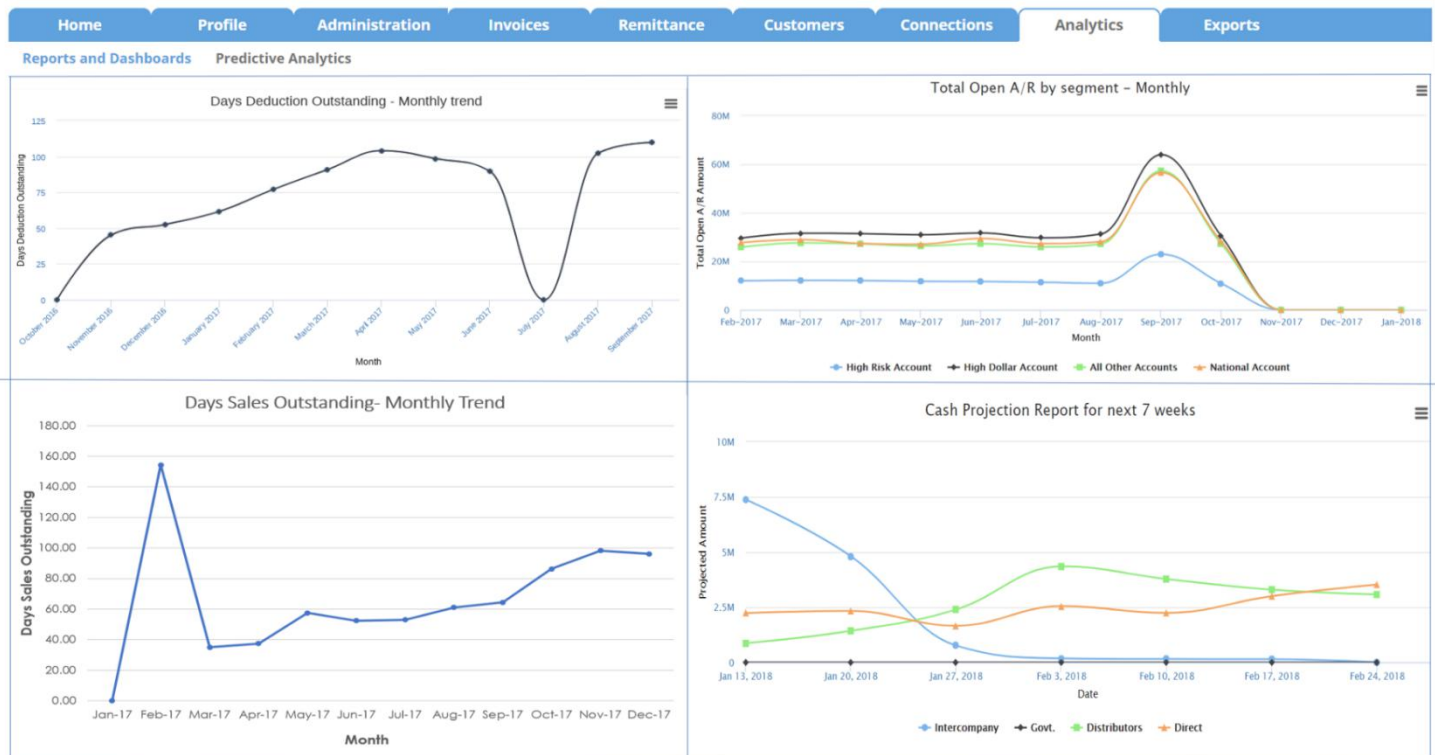 Home Profile Administration Invoices Remittance Customers Connections Analytics Exports
Reports and Dashboards Predictive Analytics
Days Deduction Outstanding - Monthly trend
Days Deduction Outstanding
125
100
75
50
25
0
October 2016 November 2016 December 2016 January 2017 February 2017 March 2017 April 2017 May 2017 June 2017 July 2017 August 2017 September 2017
Month
Total Open A/R by segment – Monthly
Total Open A/R Amount
80M
60M
40M
20M
0
Feb-2017 Mar-2017 Apr-2017 May-2017 Jun-2017 Jul-2017 Aug-2017 Sep-2017 Oct-2017 Nov-2017 Dec-2017 Jan-2018
Month
High Risk Account High Dollar Account All Other Accounts National Account
Days Sales Outstanding- Monthly Trend
Days Sales Outstanding
180.00
160.00
140.00
120.00
100.00
80.00
60.00
40.00
20.00
0.00
Jan-17 Feb-17 Mar-17 Apr-17 May-17 Jun-17 Jul-17 Aug-17 Sep-17 Oct-17 Nov-17 Dec-17
Month
Cash Projection Report for next 7 weeks
Projected Amount
10M
7.5M
5M
2.5M
0
Jan 13, 2018 Jan 20, 2018 Jan 27, 2018 Feb 3, 2018 Feb 10, 2018 Feb 17, 2018 Feb 24, 2018
Date
Intercompany Govt. Distributors Direct